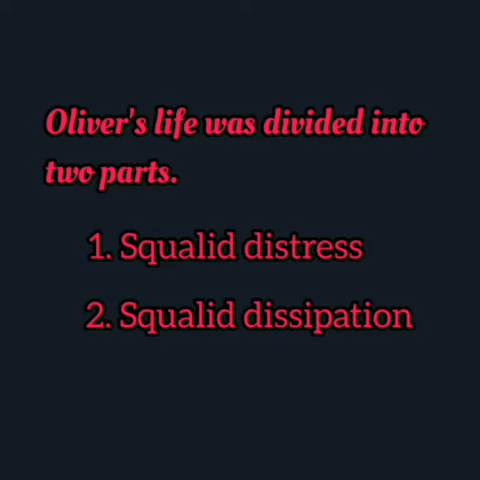 Oliver's life was divided into
two parts.
1. Squalid distress
2. Squalid dissipation